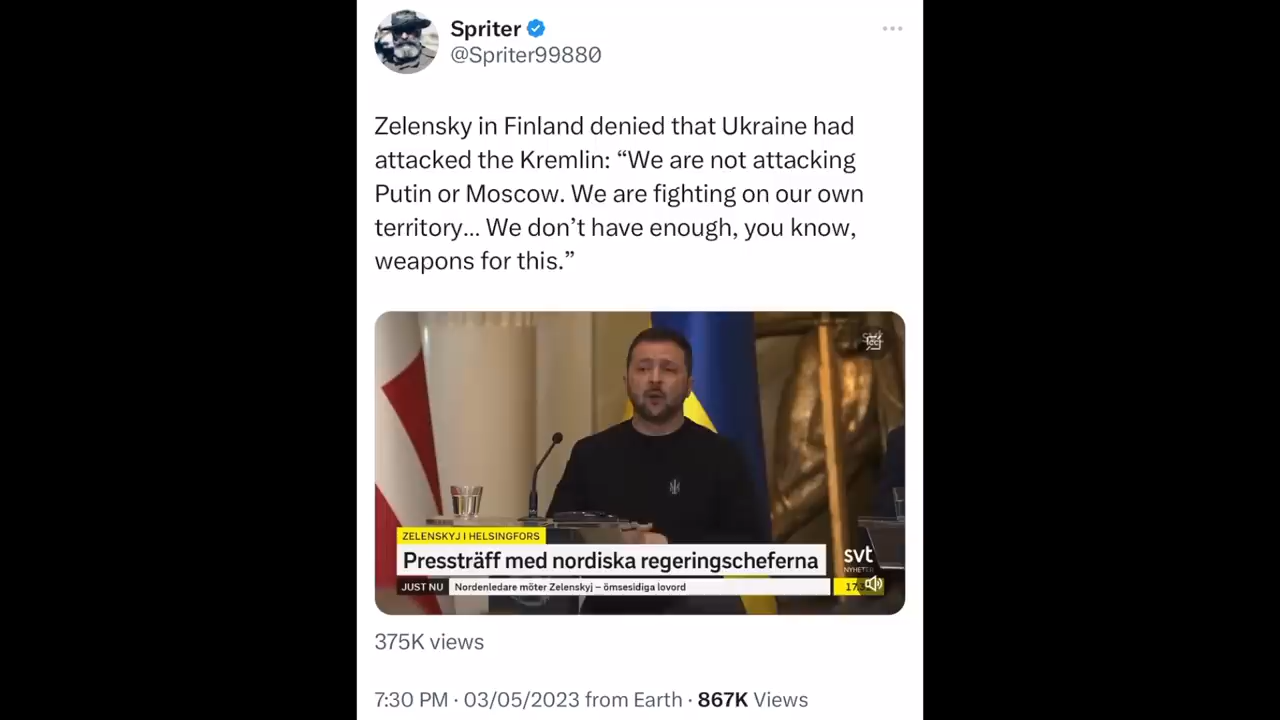 Spriter
@Spriter99880
Zelensky in Finland denied that Ukraine had
attacked the Kremlin: “We are not attacking
Putin or Moscow. We are fighting on our own
territory... We don’t have enough, you know,
weapons for this.”
ZELENSKYJ I HELSINGFORS
Pressträff med nordiska regeringscheferna
svt
NYHETER
JUST NU
Nordenledare möter Zelenskyj – ömsesidiga lovord
375K views
7:30 PM · 03/05/2023 from Earth · 867K Views